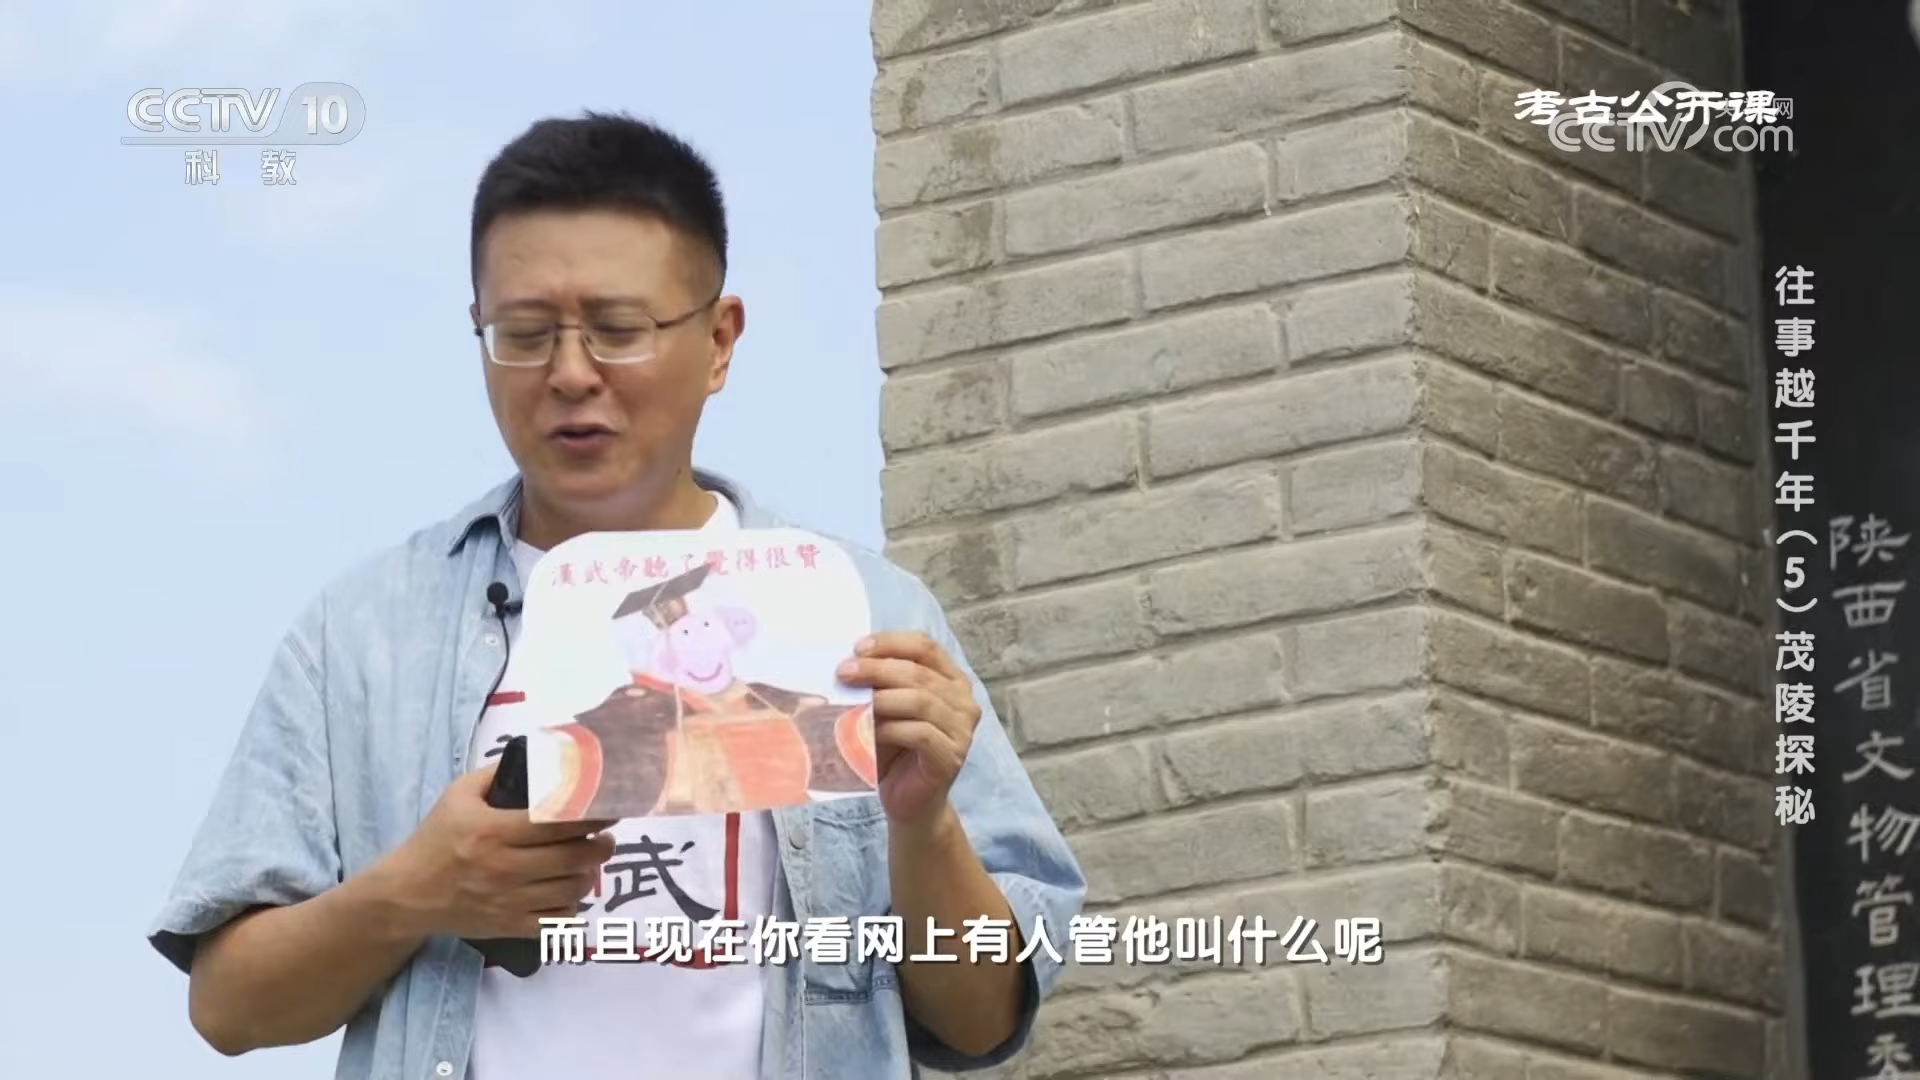 CCTV 10
科教
考古公开课
CCTV.com
往事越千年(5)茂陵探秘
漢武帝聽了覺得很贊
武
陕西省文物管理委
而且现在你看网上有人管他叫什么呢